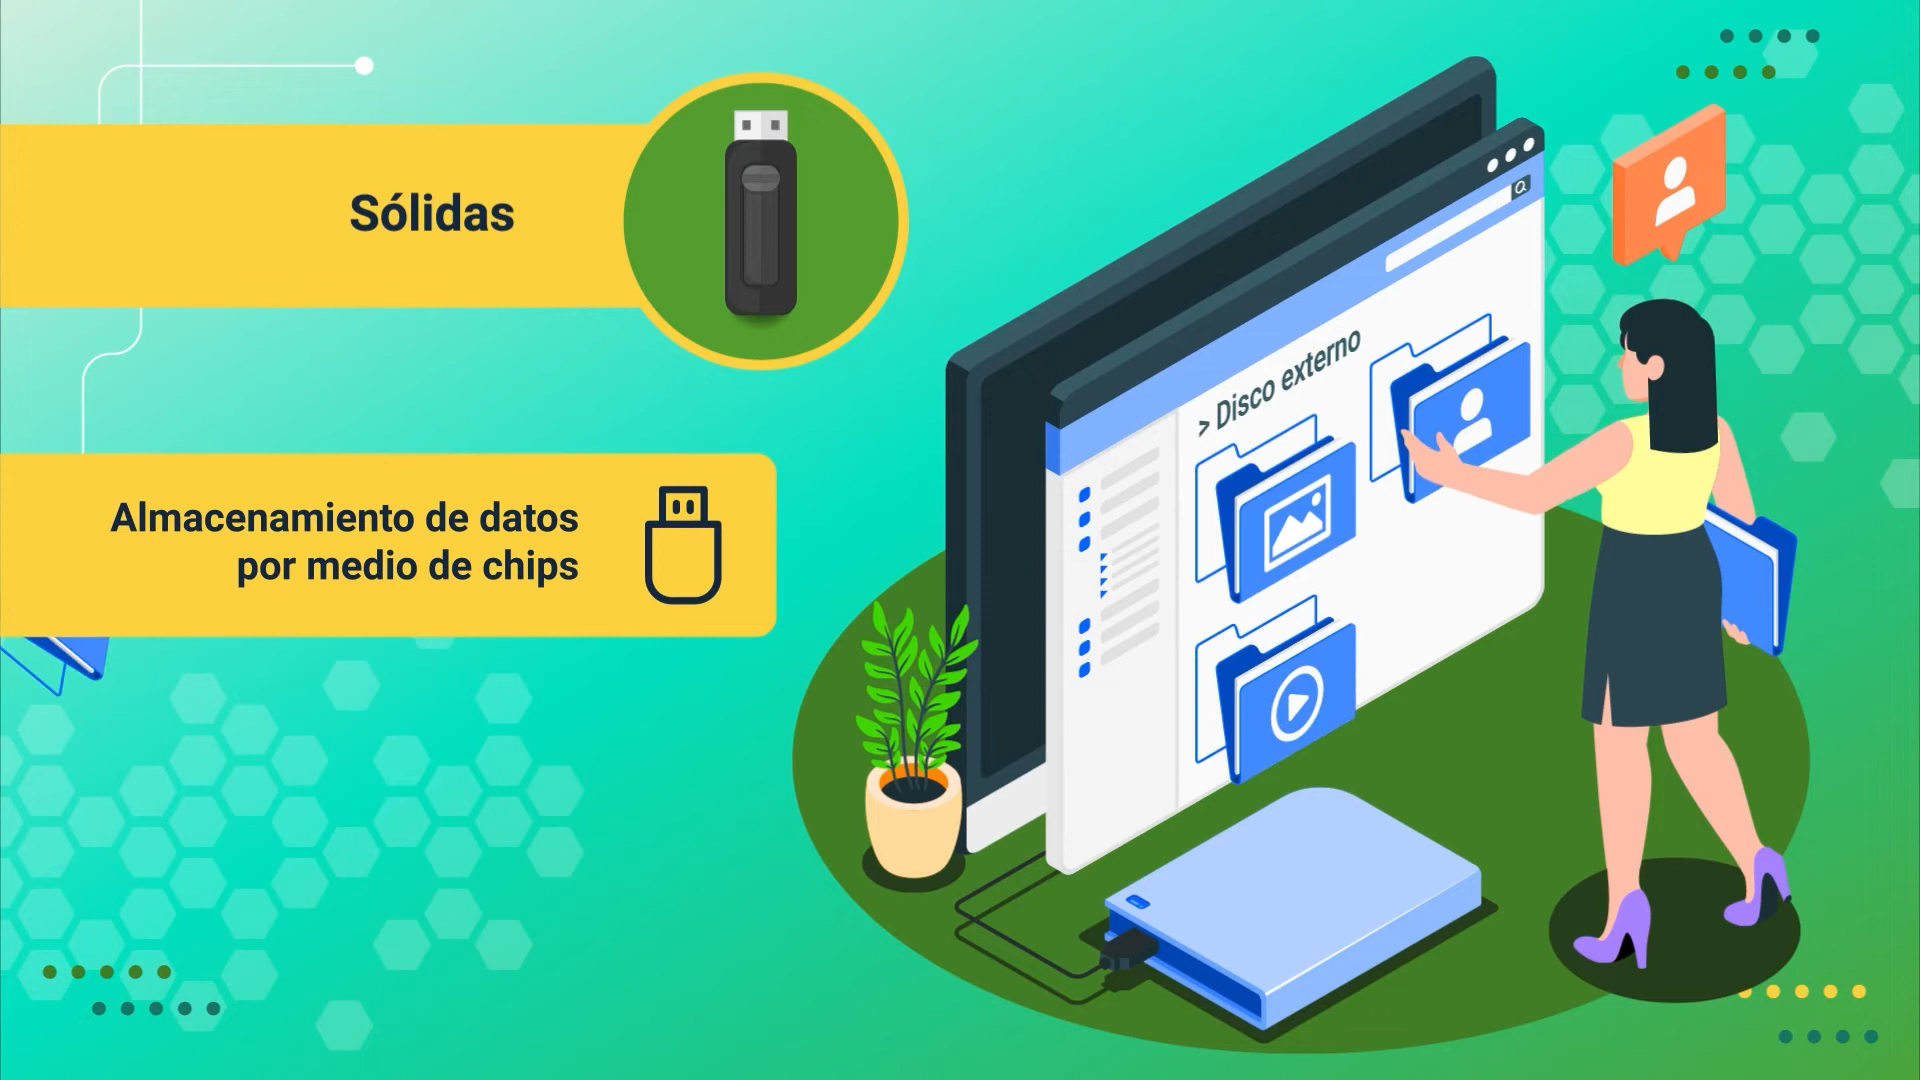 Sólidas
Almacenamiento de datos
por medio de chips
> Disco externo